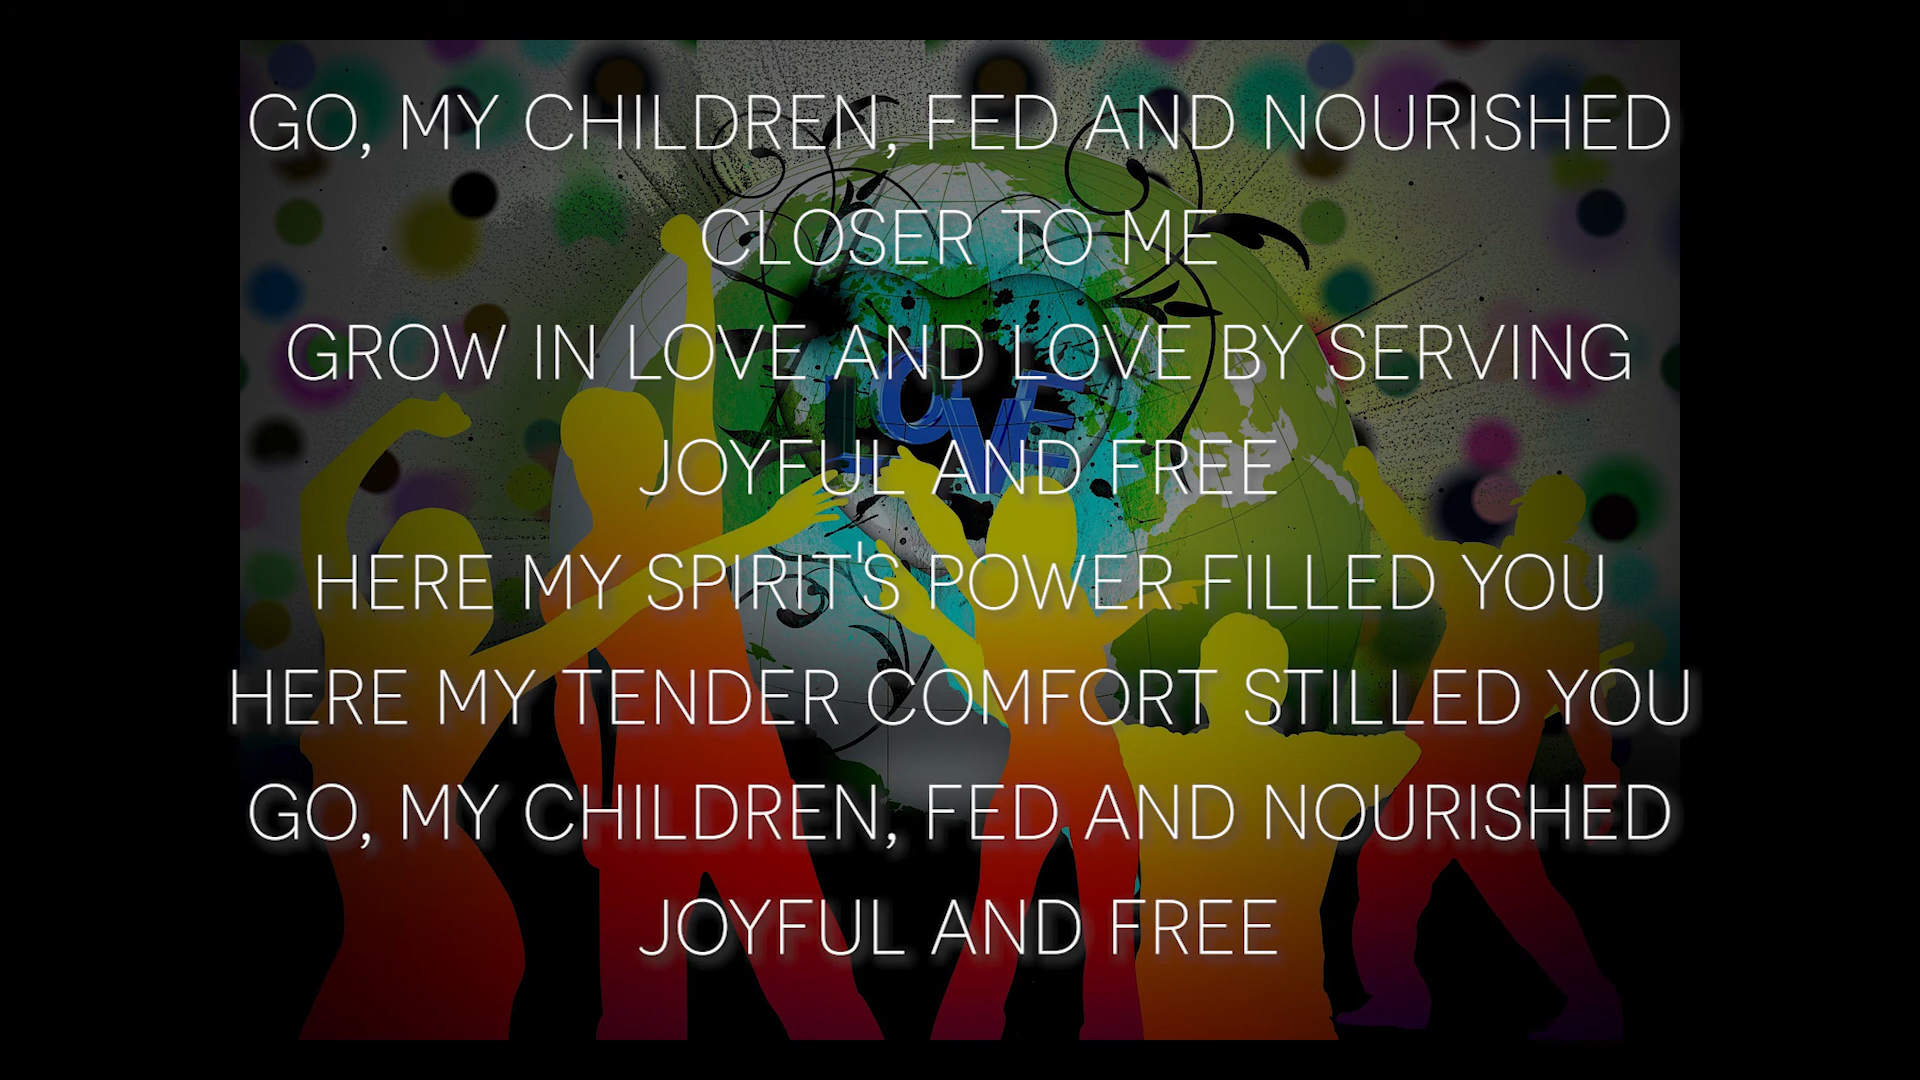 GO, MY CHILDREN, FED AND NOURISHED
CLOSER TO ME
GROW IN LOVE AND LOVE BY SERVING
LOVE
JOYFUL AND FREE
HERE MY SPIRIT'S POWER FILLED YOU
HERE MY TENDER COMFORT STILLED YOU
GO, MY CHILDREN, FED AND NOURISHED
JOYFUL AND FREE